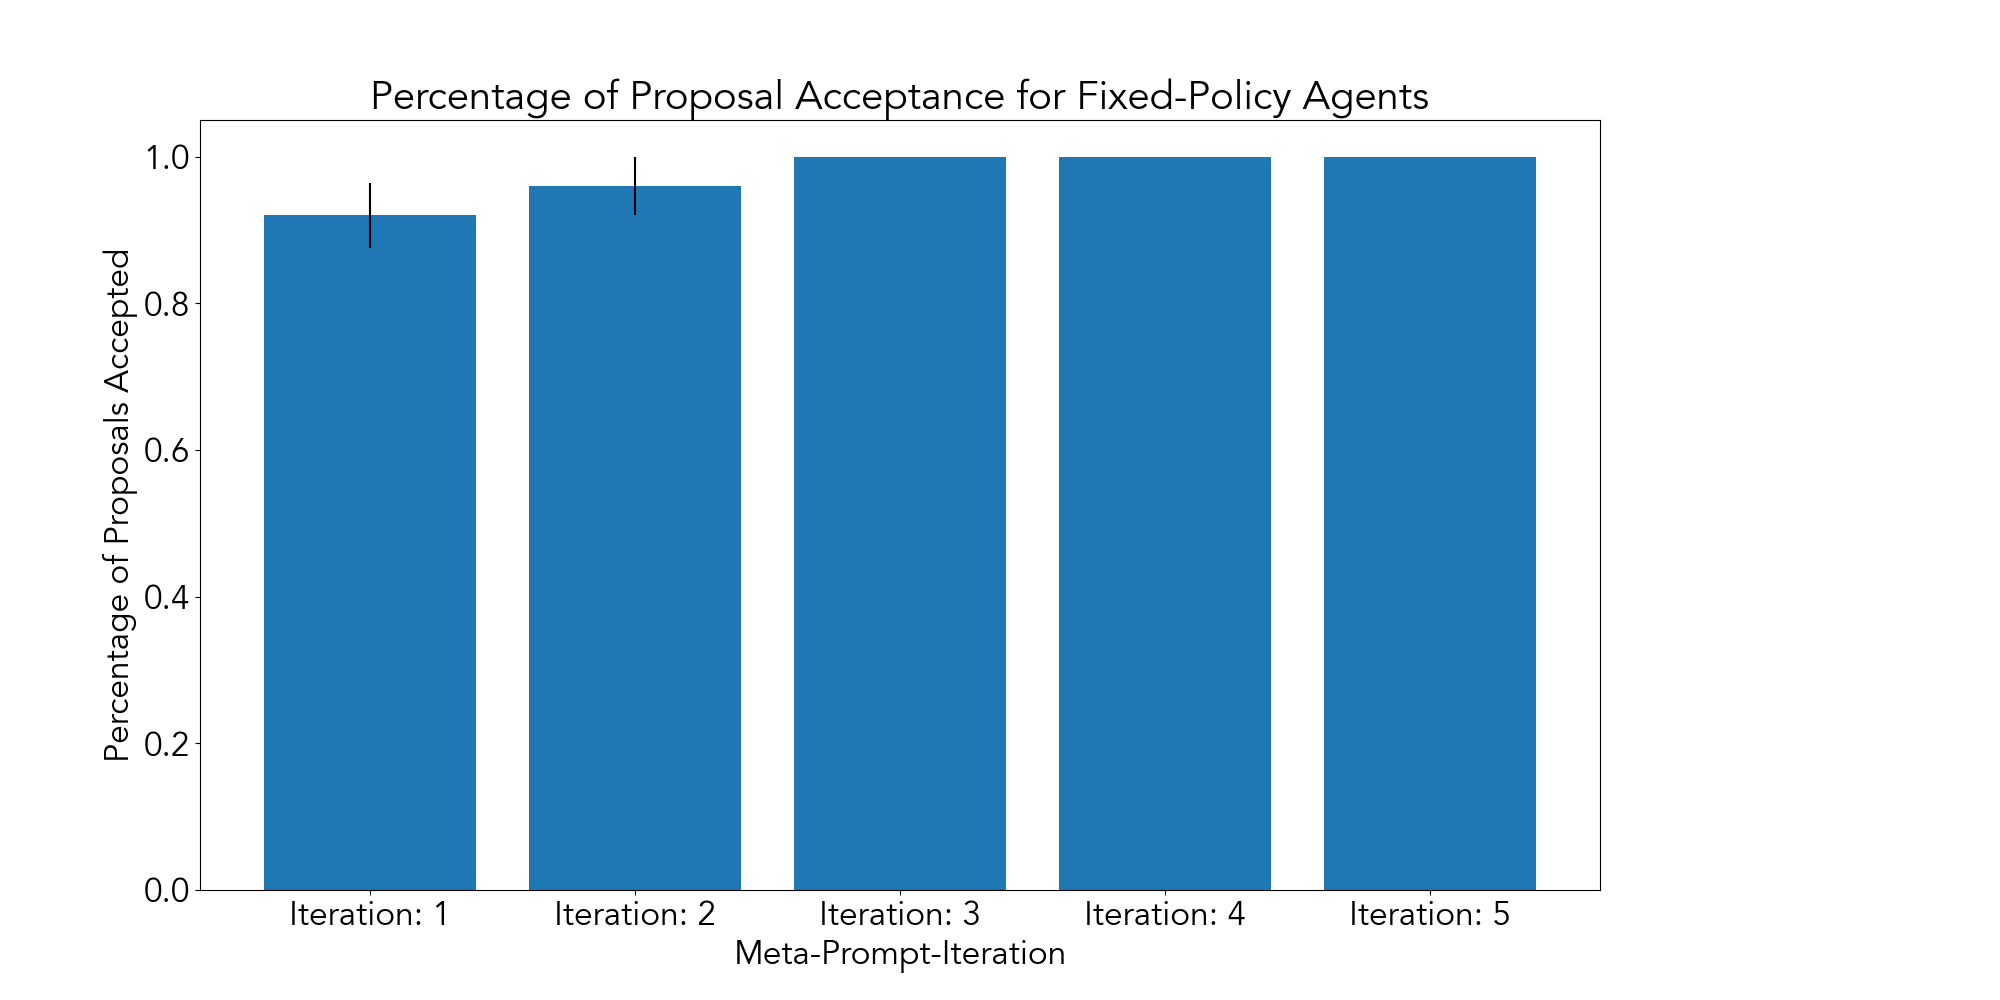 Percentage of Proposal Acceptance for Fixed-Policy Agents
Percentage of Proposals Accepted
1.0
0.8
0.6
0.4
0.2
0.0
Iteration: 1
Iteration: 2
Iteration: 3
Iteration: 4
Iteration: 5
Meta-Prompt-Iteration